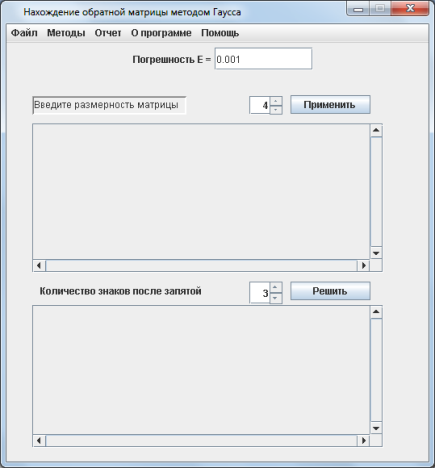 Нахождение обратной матрицы методом Гаусса
Файл Методы Отчет О программе Помощь
Погрешность E = 0.001
Введите размерность матрицы 4 Применить
Количество знаков после запятой 3 Решить